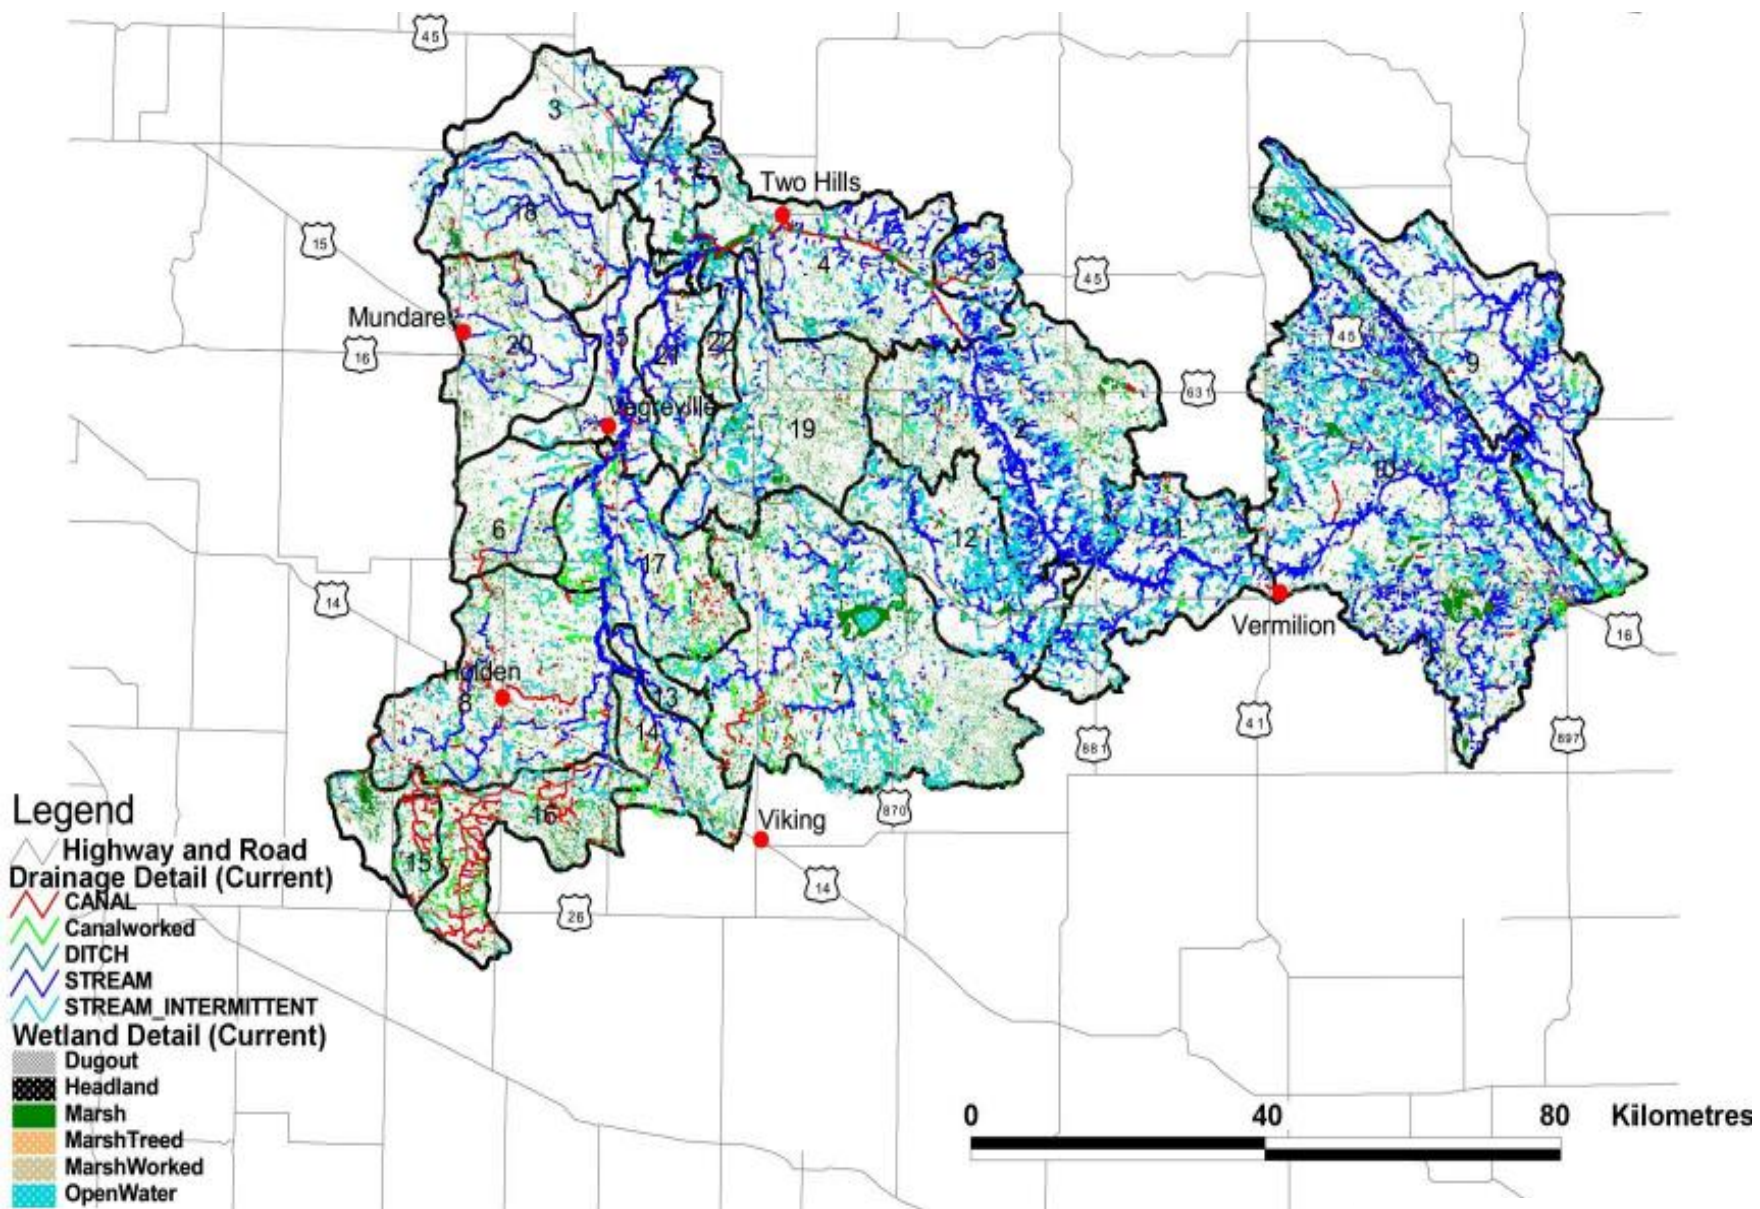 45
3
Two Hills
1
18
15
4
23
45
Mundare
16
20
5
21
22
45
9
631
Vegreville
19
2
10
6
17
12
11
14
Vermilion
16
Holden
8
13
7
14
41
881
897
870
Viking
16
15
14
26
Legend
Highway and Road
Drainage Detail (Current)
CANAL
Canalworked
DITCH
STREAM
STREAM_INTERMITTENT
Wetland Detail (Current)
Dugout
Headland
Marsh
MarshTreed
MarshWorked
OpenWater
0 40 80 Kilometres